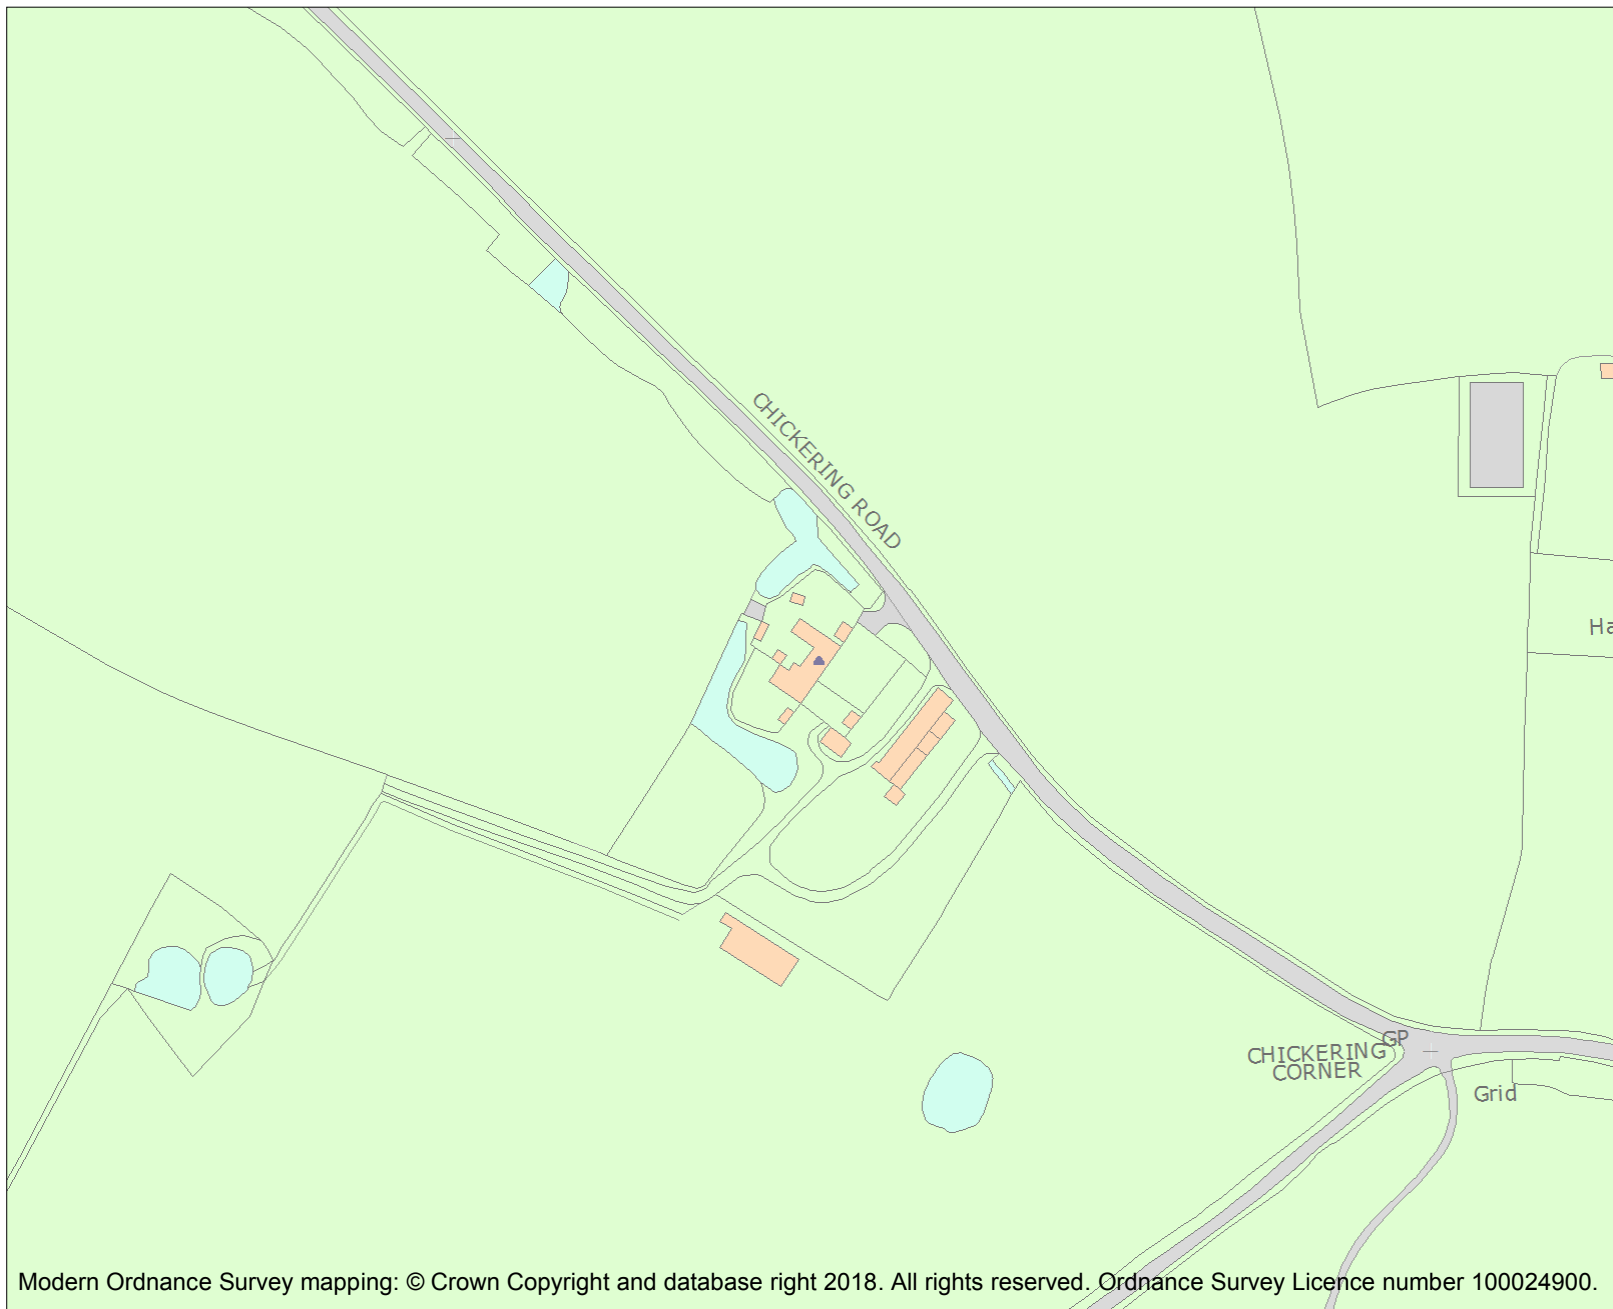 CHICKERING ROAD
Ha
GP
CHICKERING
CORNER
Grid
Modern Ordnance Survey mapping: © Crown Copyright and database right 2018. All rights reserved. Ordnance Survey Licence number 100024900.